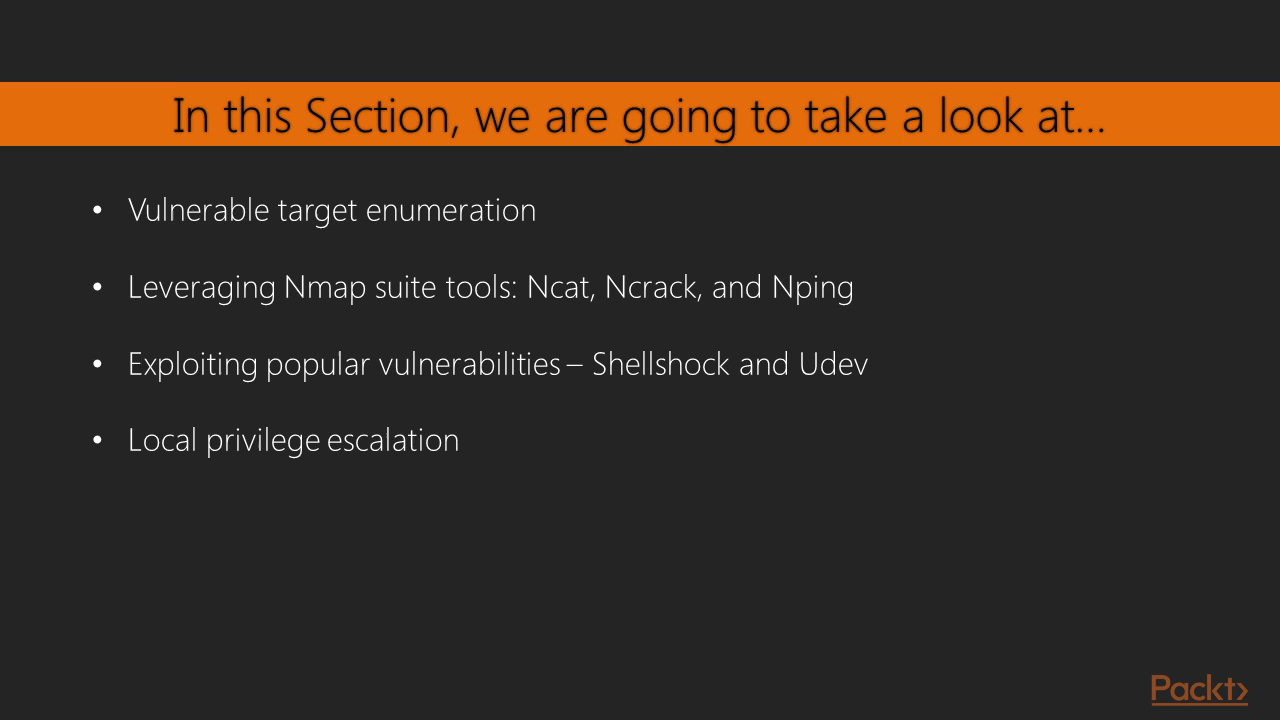 In this Section, we are going to take a look at...
• Vulnerable target enumeration
• Leveraging Nmap suite tools: Ncat, Ncrack, and Nping
• Exploiting popular vulnerabilities – Shellshock and Udev
• Local privilege escalation
Packt>